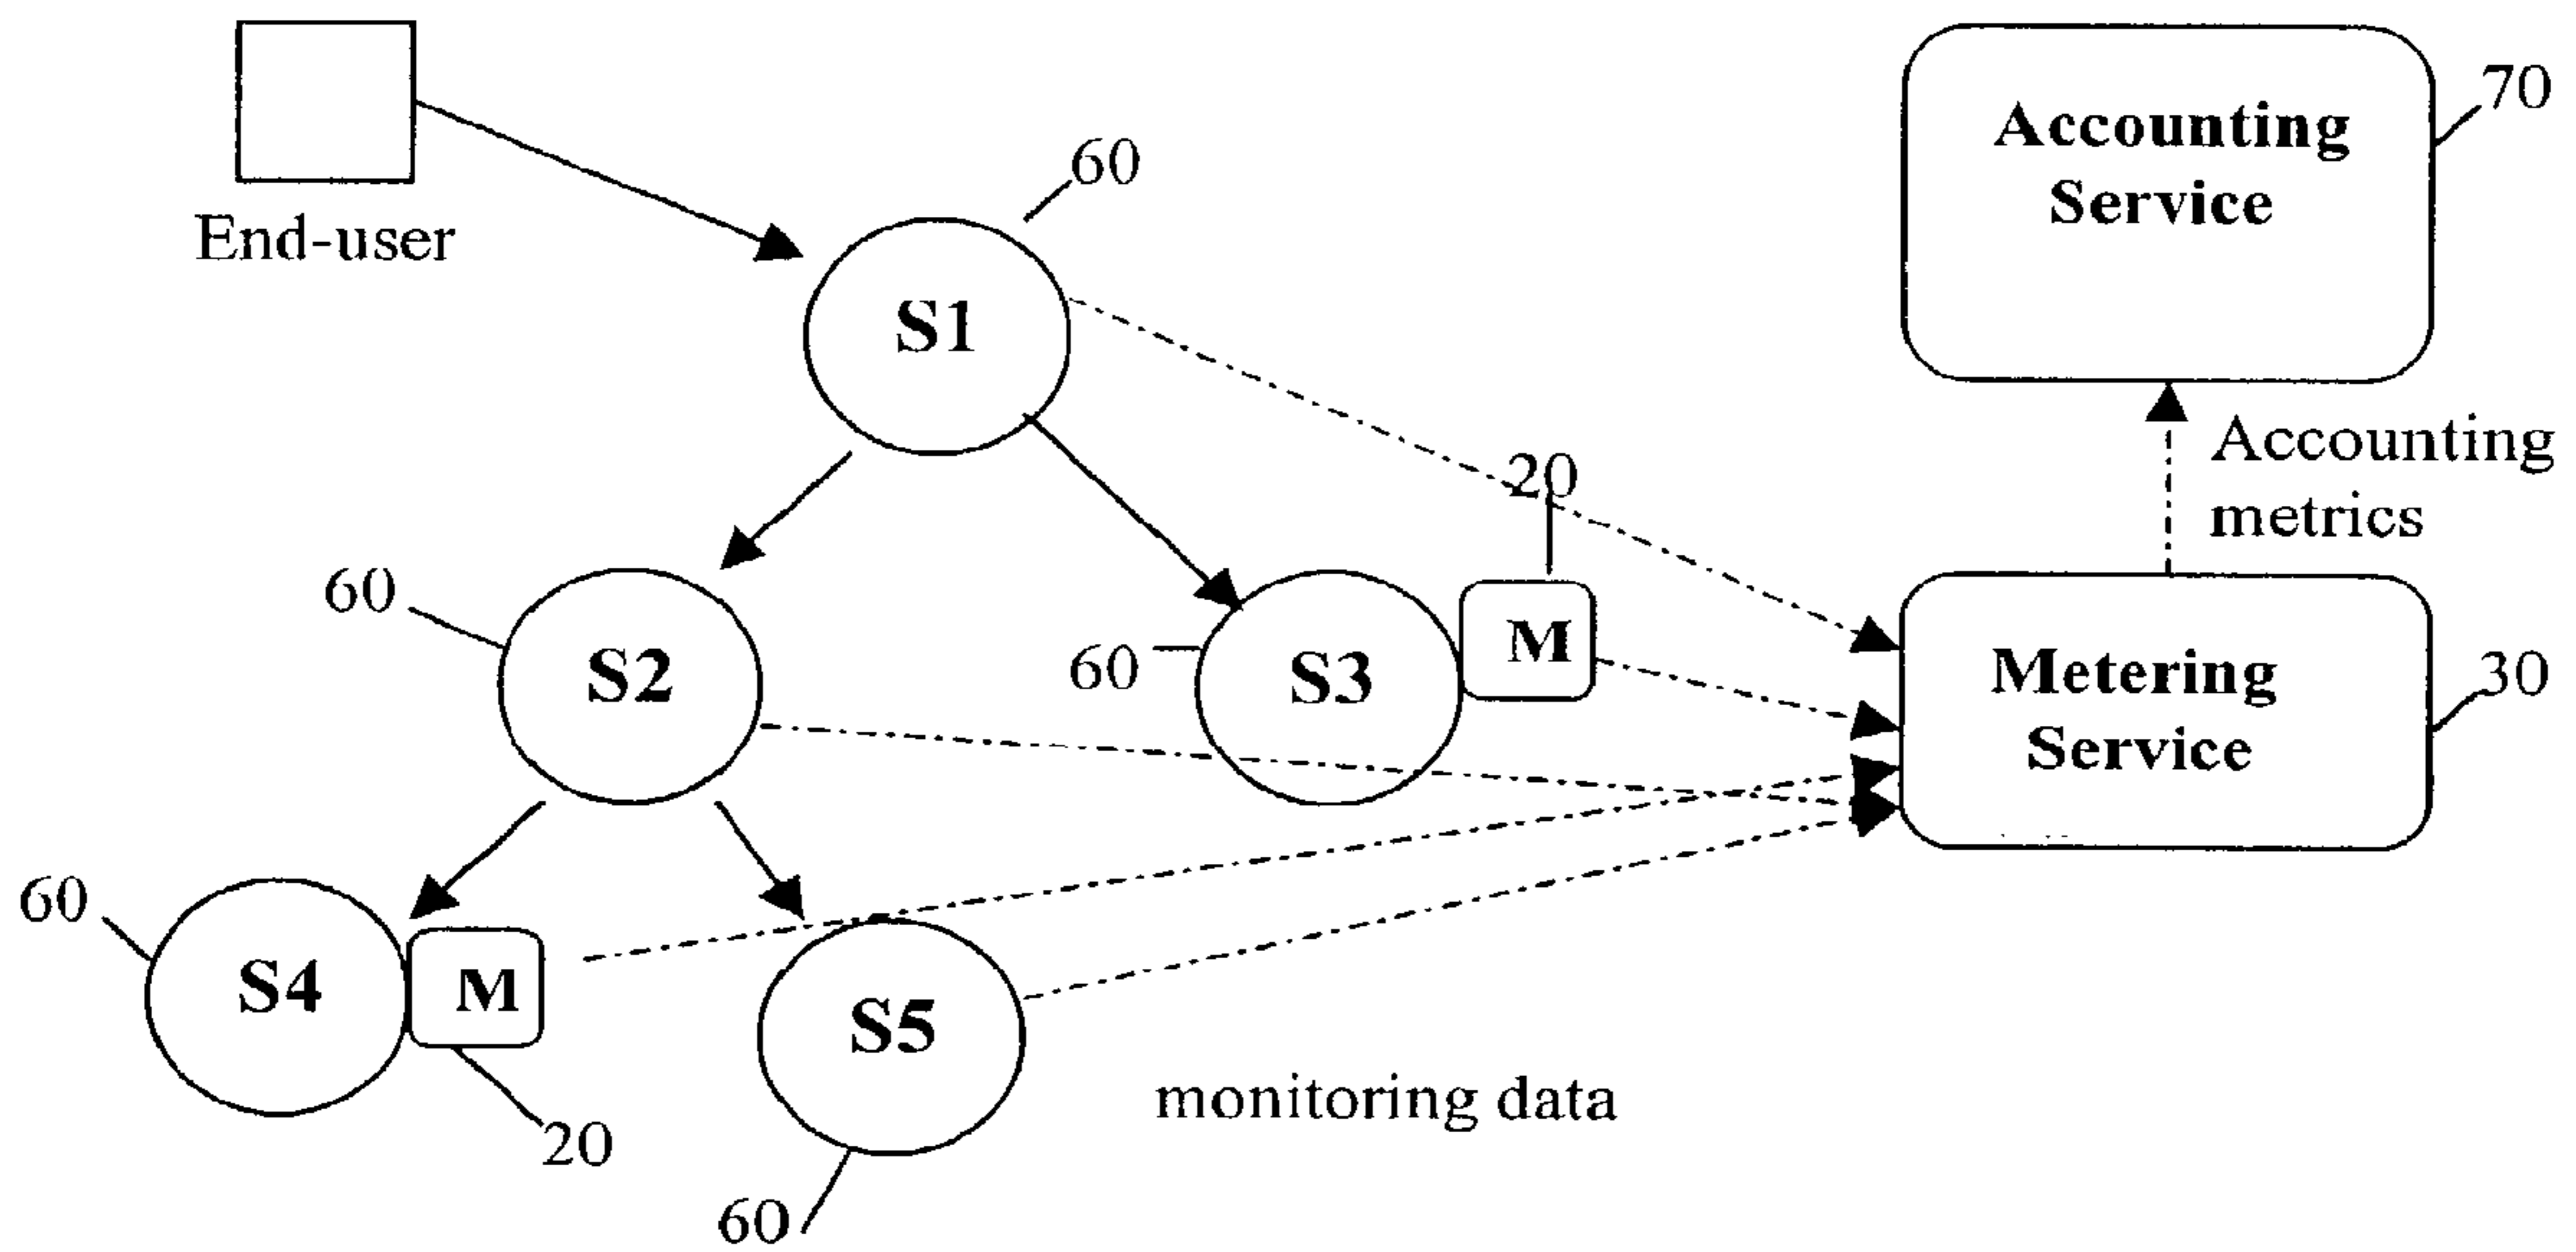 70
Accounting
Service
60
End-user
S1
20
Accounting
metrics
60
S2
60
S3
M
Metering
Service
30
60
S4
M
S5
monitoring data
20
60